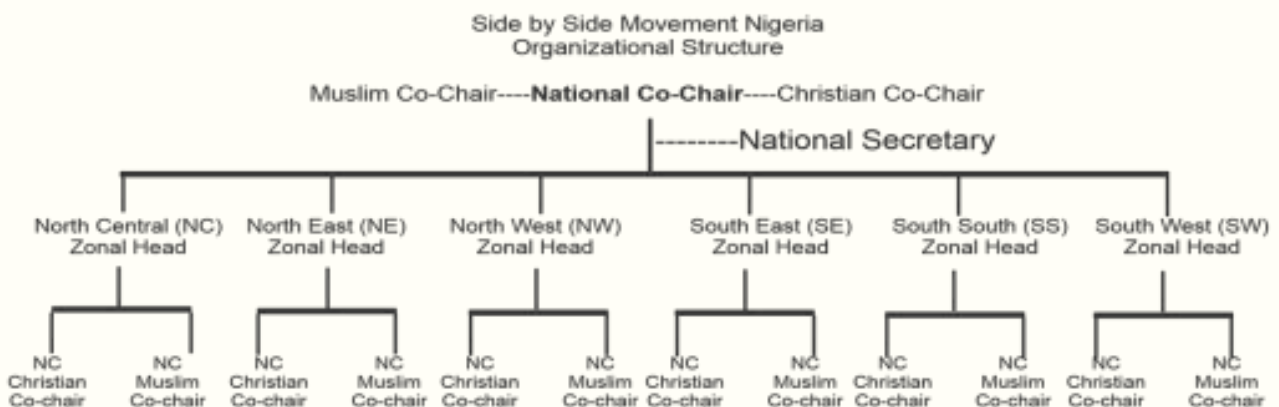 Side by Side Movement Nigeria
Organizational Structure
Muslim Co-Chair----National Co-Chair----Christian Co-Chair
--------National Secretary
North Central (NC) North East (NE) North West (NW) South East (SE) South South (SS) South West (SW)
Zonal Head Zonal Head Zonal Head Zonal Head Zonal Head Zonal Head
NC NC NC NC NC NC NC NC NC NC NC NC
Christian Muslim Christian Muslim Christian Muslim Christian Muslim Christian Muslim Christian Muslim
Co-chair Co-chair Co-chair Co-chair Co-chair Co-chair Co-chair Co-chair Co-chair Co-chair Co-chair Co-chair